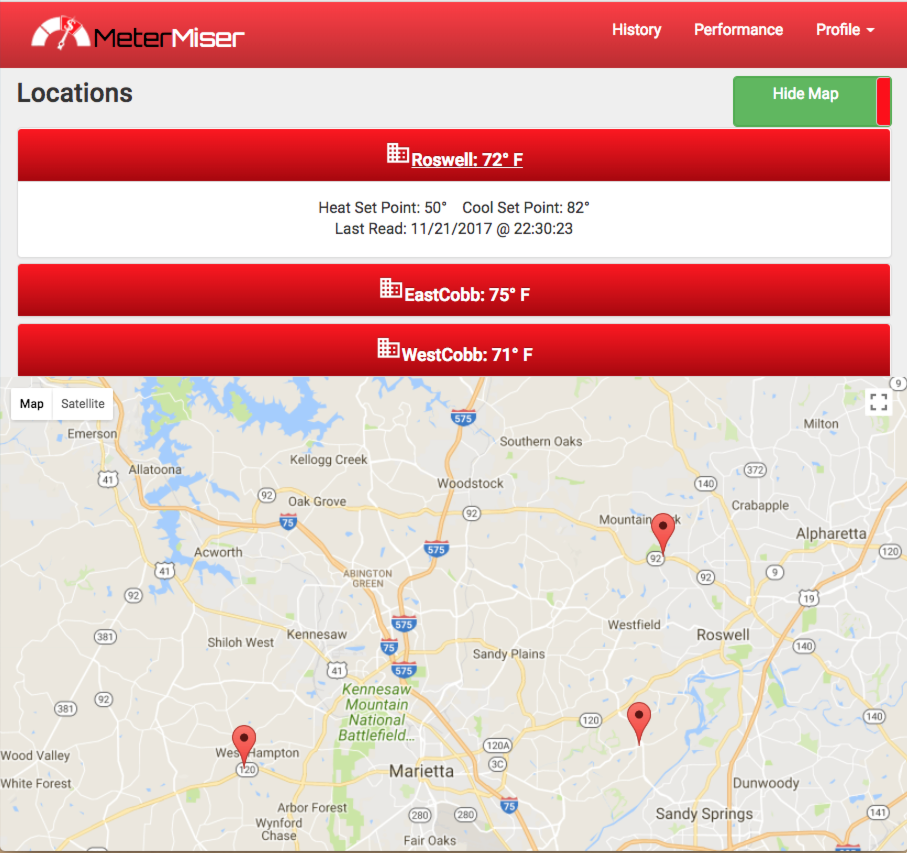 MeterMiser
History Performance Profile
Locations
Hide Map
Roswell: 72° F
Heat Set Point: 50° Cool Set Point: 82°
Last Read: 11/21/2017 @ 22:30:23
EastCobb: 75° F
WestCobb: 71° F
9
Map Satellite
575
Milton
Emerson
Southern Oaks
Kellogg Creek
Allatoona
372
41
Woodstock
140
92
Oak Grove
Crabapple
92
75
Alpharetta
575
Acworth
120
92
41
ABINGTON
GREEN
9
92
92
19
575
Westfield
381
Kennesaw
Roswell
Shiloh West
75
140
Sandy Plains
41
575
Kennesaw
Mountain
National
Battlefield...
92
381
140
120
120A
Wood Valley
3C
120
Marietta
White Forest
Dunwoody
Arbor Forest
75
280
280
Sandy Springs
141
Wynford
Chase
Fair Oaks